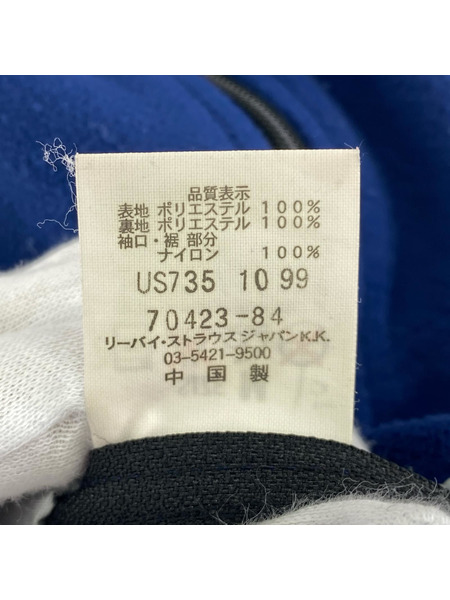 品質表示
表地 ポリエステル 100%
裏地 ポリエステル 100%
袖口・裾 部分
ナイロン 100%
US735 10 99
70423-84
リーバイ・ストラウス ジャパンK.K.
03-5421-9500
中国製